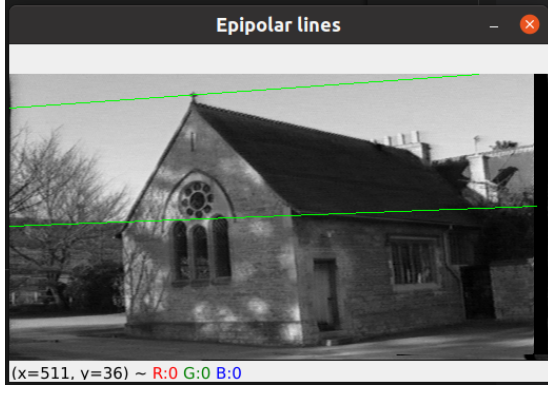 Epipolar lines
(x=511, y=36) ~ R:0 G:0 B:0